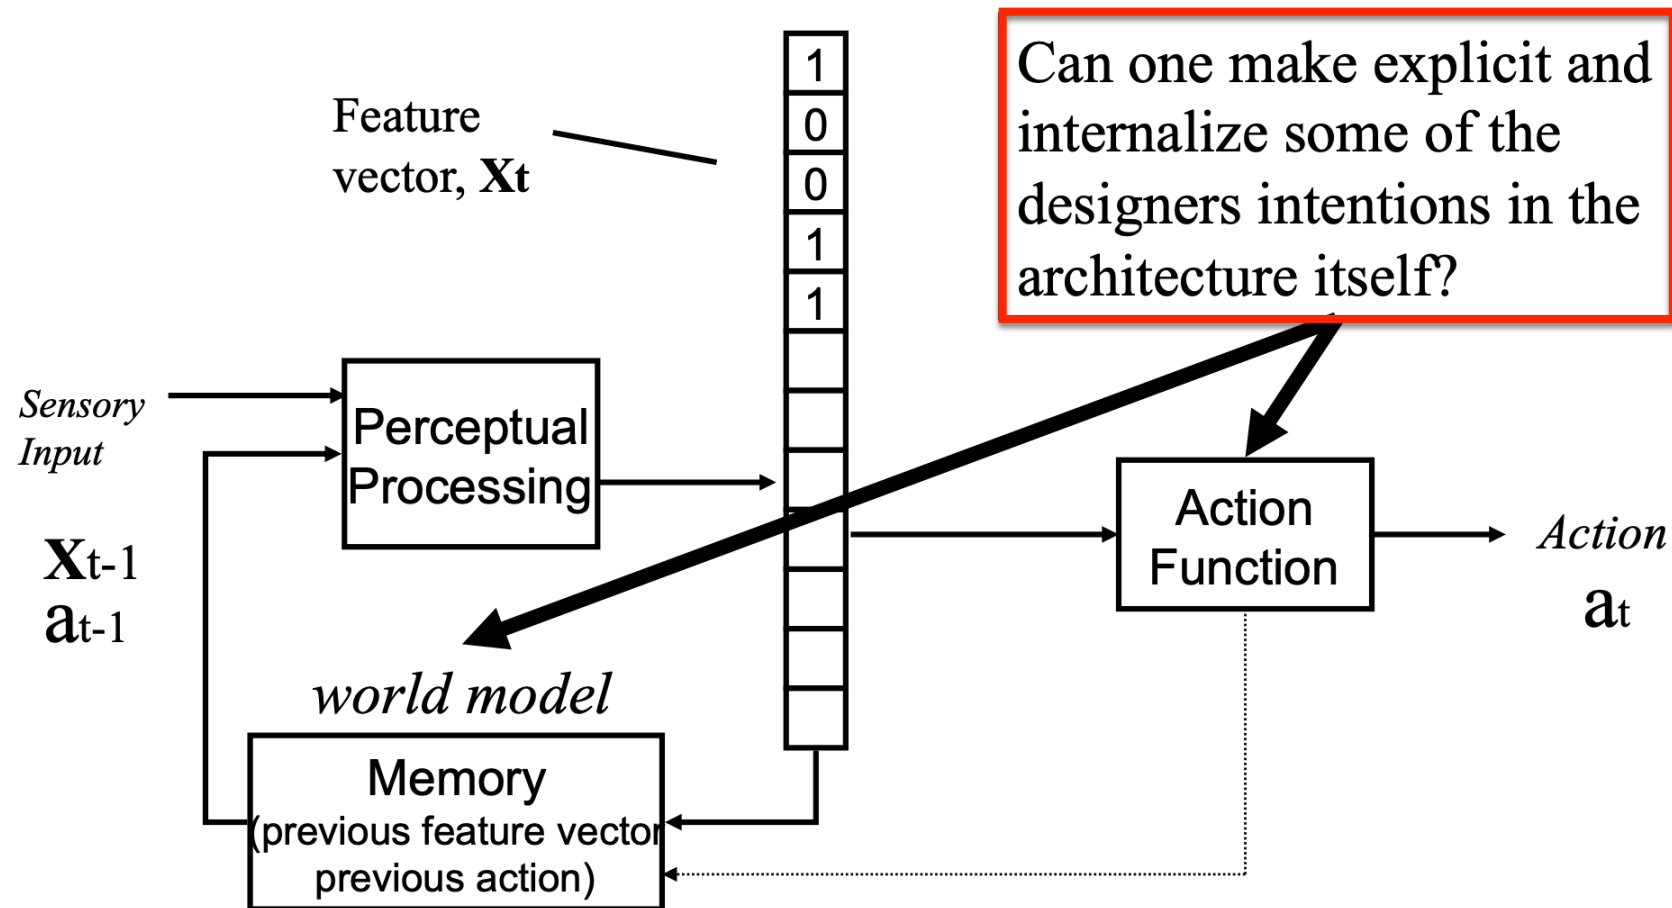 Feature
vector, Xt
1
0
0
1
1
Can one make explicit and
internalize some of the
designers intentions in the
architecture itself?
Sensory
Input
Perceptual
Processing
Xt-1
at-1
Action
Function
Action
at
world model
Memory
(previous feature vector
previous action)